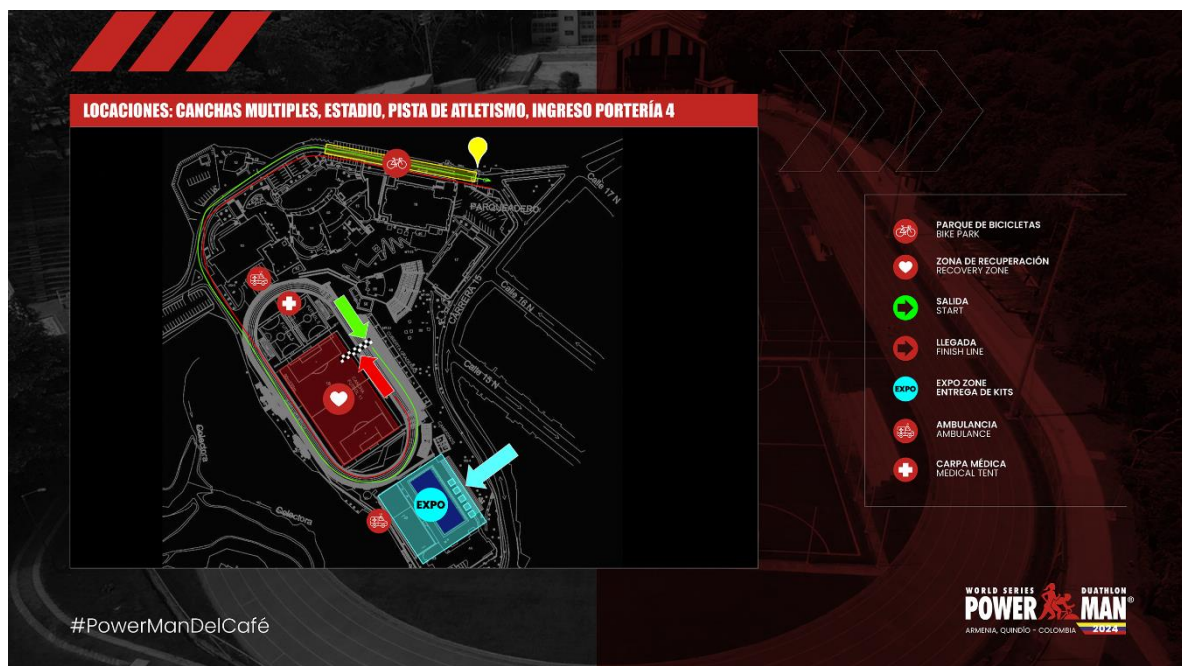 LOCACIONES: CANCHAS MULTIPLES, ESTADIO, PISTA DE ATLETISMO, INGRESO PORTERÍA 4
Calle 17 N
PARQUEADERO
CARRERA 15
Calle 16 N
Calle 15 N
Colectora
Colectora
EXPO
PARQUE DE BICICLETAS
BIKE PARK
ZONA DE RECUPERACIÓN
RECOVERY ZONE
SALIDA
START
LLEGADA
FINISH LINE
EXPO
EXPO ZONE
ENTREGA DE KITS
AMBULANCIA
AMBULANCE
CARPA MÉDICA
MEDICAL TENT
#PowerManDelCafé
WORLD SERIES DUATHLON
POWER MAN®
ARMENIA, QUINDÍO - COLOMBIA 2024